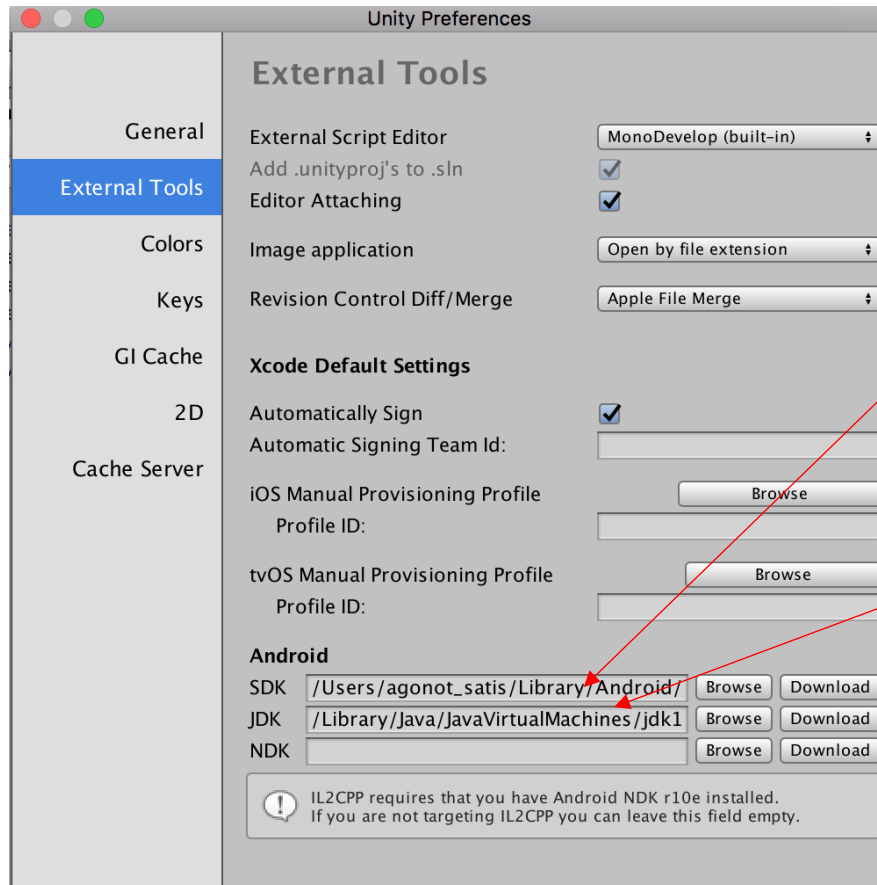 Unity Preferences
External Tools
General
External Tools
Colors
Keys
GI Cache
2D
Cache Server
External Script Editor MonoDevelop (built-in)
Add .unityproj's to .sln
Editor Attaching
Image application Open by file extension
Revision Control Diff/Merge Apple File Merge
Xcode Default Settings
Automatically Sign
Automatic Signing Team Id:
iOS Manual Provisioning Profile Browse
Profile ID:
tvOS Manual Provisioning Profile Browse
Profile ID:
Android
SDK /Users/agonot_satis/Library/Android/ Browse Download
JDK /Library/Java/JavaVirtualMachines/jdk1 Browse Download
NDK Browse Download
IL2CPP requires that you have Android NDK r10e installed.
If you are not targeting IL2CPP you can leave this field empty.